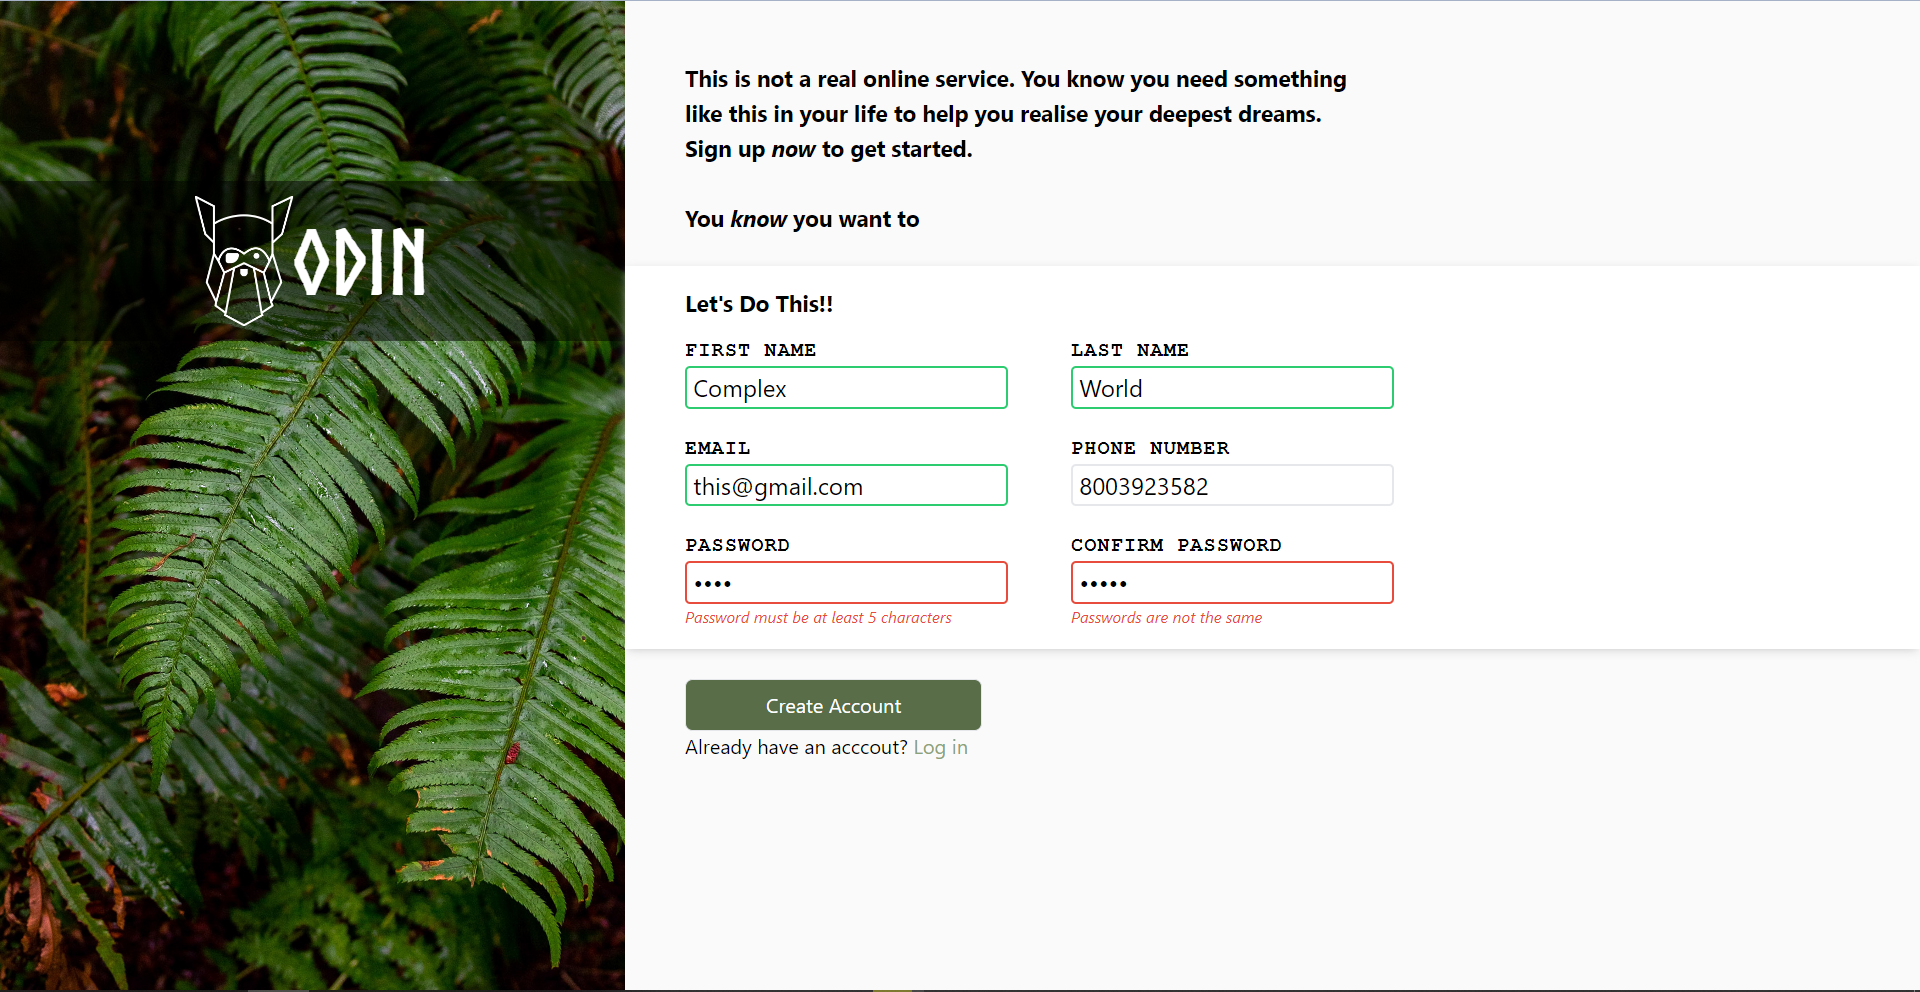 ODIN
This is not a real online service. You know you need something
like this in your life to help you realise your deepest dreams.
Sign up now to get started.
You know you want to
Let's Do This!!
FIRST NAME
LAST NAME
Complex
World
EMAIL
PHONE NUMBER
this@gmail.com
8003923582
PASSWORD
CONFIRM PASSWORD
••••
•••••
Password must be at least 5 characters
Passwords are not the same
Create Account
Already have an acccout? Log in